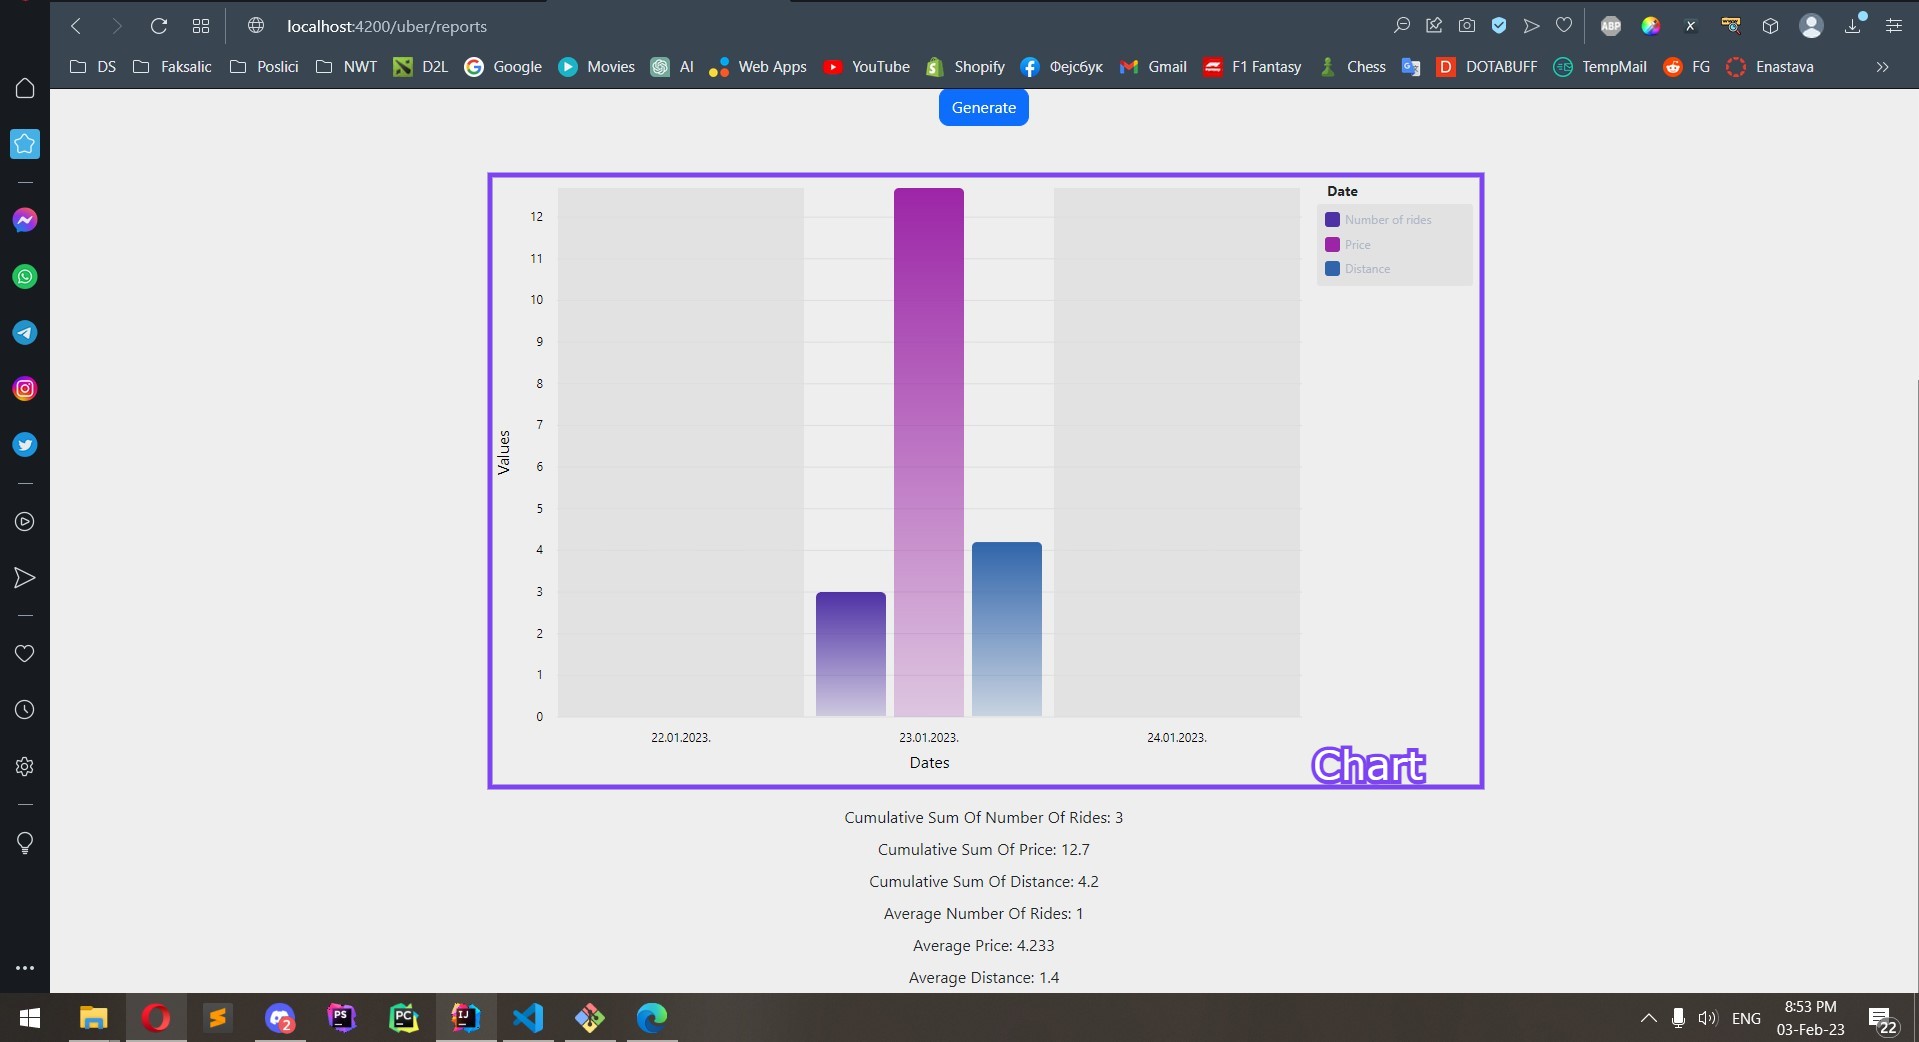 localhost:4200/uber/reports
ABP
DS Faksalic Poslici NWT D2L Google Movies AI Web Apps YouTube Shopify Фејсбук Gmail F1 Fantasy Chess DOTABUFF TempMail FG Enastava
Generate
Date
Number of rides
Price
Distance
12
11
10
9
8
7
6
5
4
3
2
1
0
Values
22.01.2023. 23.01.2023. 24.01.2023.
Dates
Chart
Cumulative Sum Of Number Of Rides: 3
Cumulative Sum Of Price: 12.7
Cumulative Sum Of Distance: 4.2
Average Number Of Rides: 1
Average Price: 4.233
Average Distance: 1.4
2 PS PC IJ ENG 8:53 PM
03-Feb-23 22